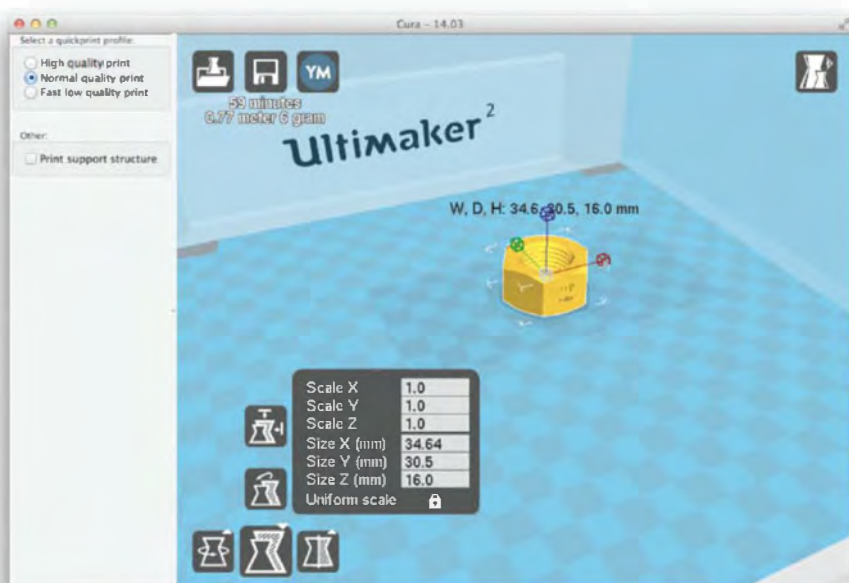 Cura - 14.03
Select a quickprint profile:
High quality print
Normal quality print
Fast low quality print
Other:
Print support structure
YM
59 minutes
0.77 meter 6 gram
Ultimaker²
W, D, H: 34.6, 30.5, 16.0 mm
Scale X 1.0
Scale Y 1.0
Scale Z 1.0
Size X (mm) 34.64
Size Y (mm) 30.5
Size Z (mm) 16.0
Uniform scale